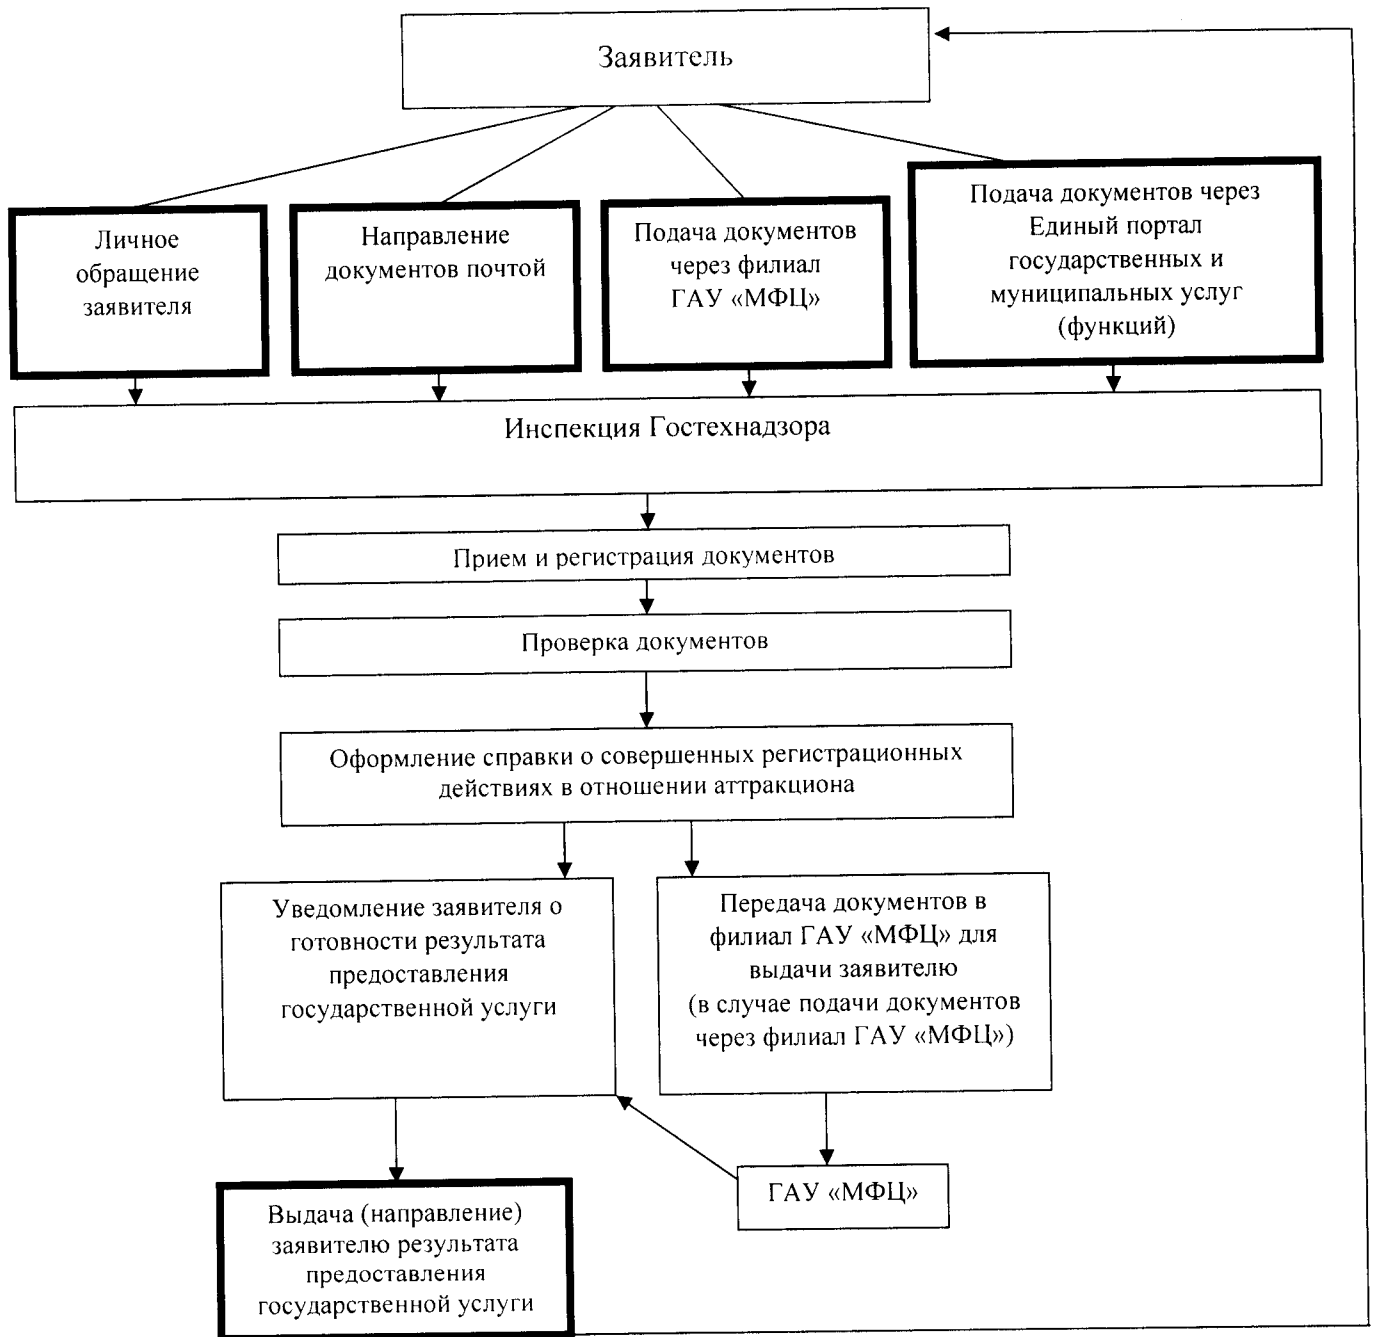 Заявитель
Личное
обращение
заявителя
Направление
документов почтой
Подача документов
через филиал
ГАУ «МФЦ»
Подача документов через
Единый портал
государственных и
муниципальных услуг
(функций)
Инспекция Гостехнадзора
Прием и регистрация документов
Проверка документов
Оформление справки о совершенных регистрационных
действиях в отношении аттракциона
Уведомление заявителя о
готовности результата
предоставления
государственной услуги
Передача документов в
филиал ГАУ «МФЦ» для
выдачи заявителю
(в случае подачи документов
через филиал ГАУ «МФЦ»)
ГАУ «МФЦ»
Выдача (направление)
заявителю результата
предоставления
государственной услуги